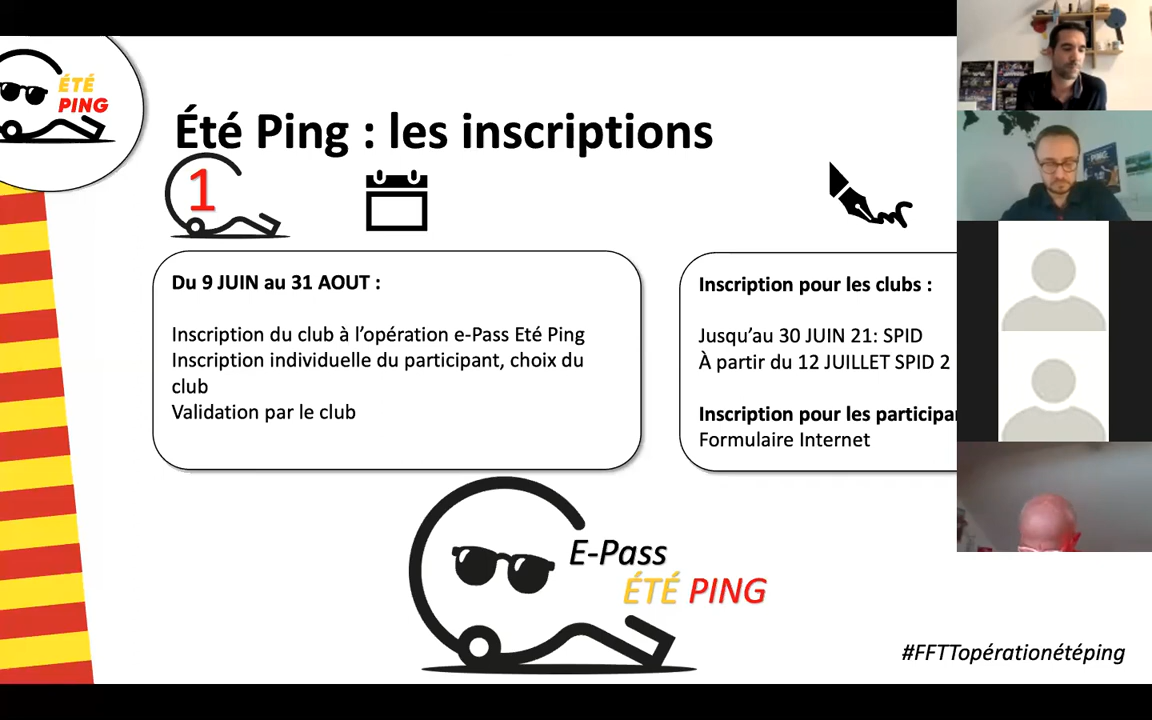 ÉTÉ
PING
Été Ping : les inscriptions
1
Du 9 JUIN au 31 AOUT :
Inscription du club à l'opération e-Pass Eté Ping
Inscription individuelle du participant, choix du
club
Validation par le club
Inscription pour les clubs :
Jusqu'au 30 JUIN 21: SPID
À partir du 12 JUILLET SPID 2
Inscription pour les
Formulaire Internet
E-Pass
ÉTÉ PING
#FFTTopérationétéping
PING